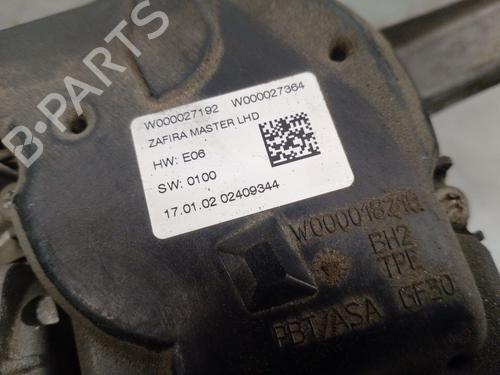 W000027192 W000027364
ZAFIRA MASTER LHD
HW: E06
SW: 0100
17.01.02 02409344
BH2
TPE
PBT/ASA GF30
B-PARTS